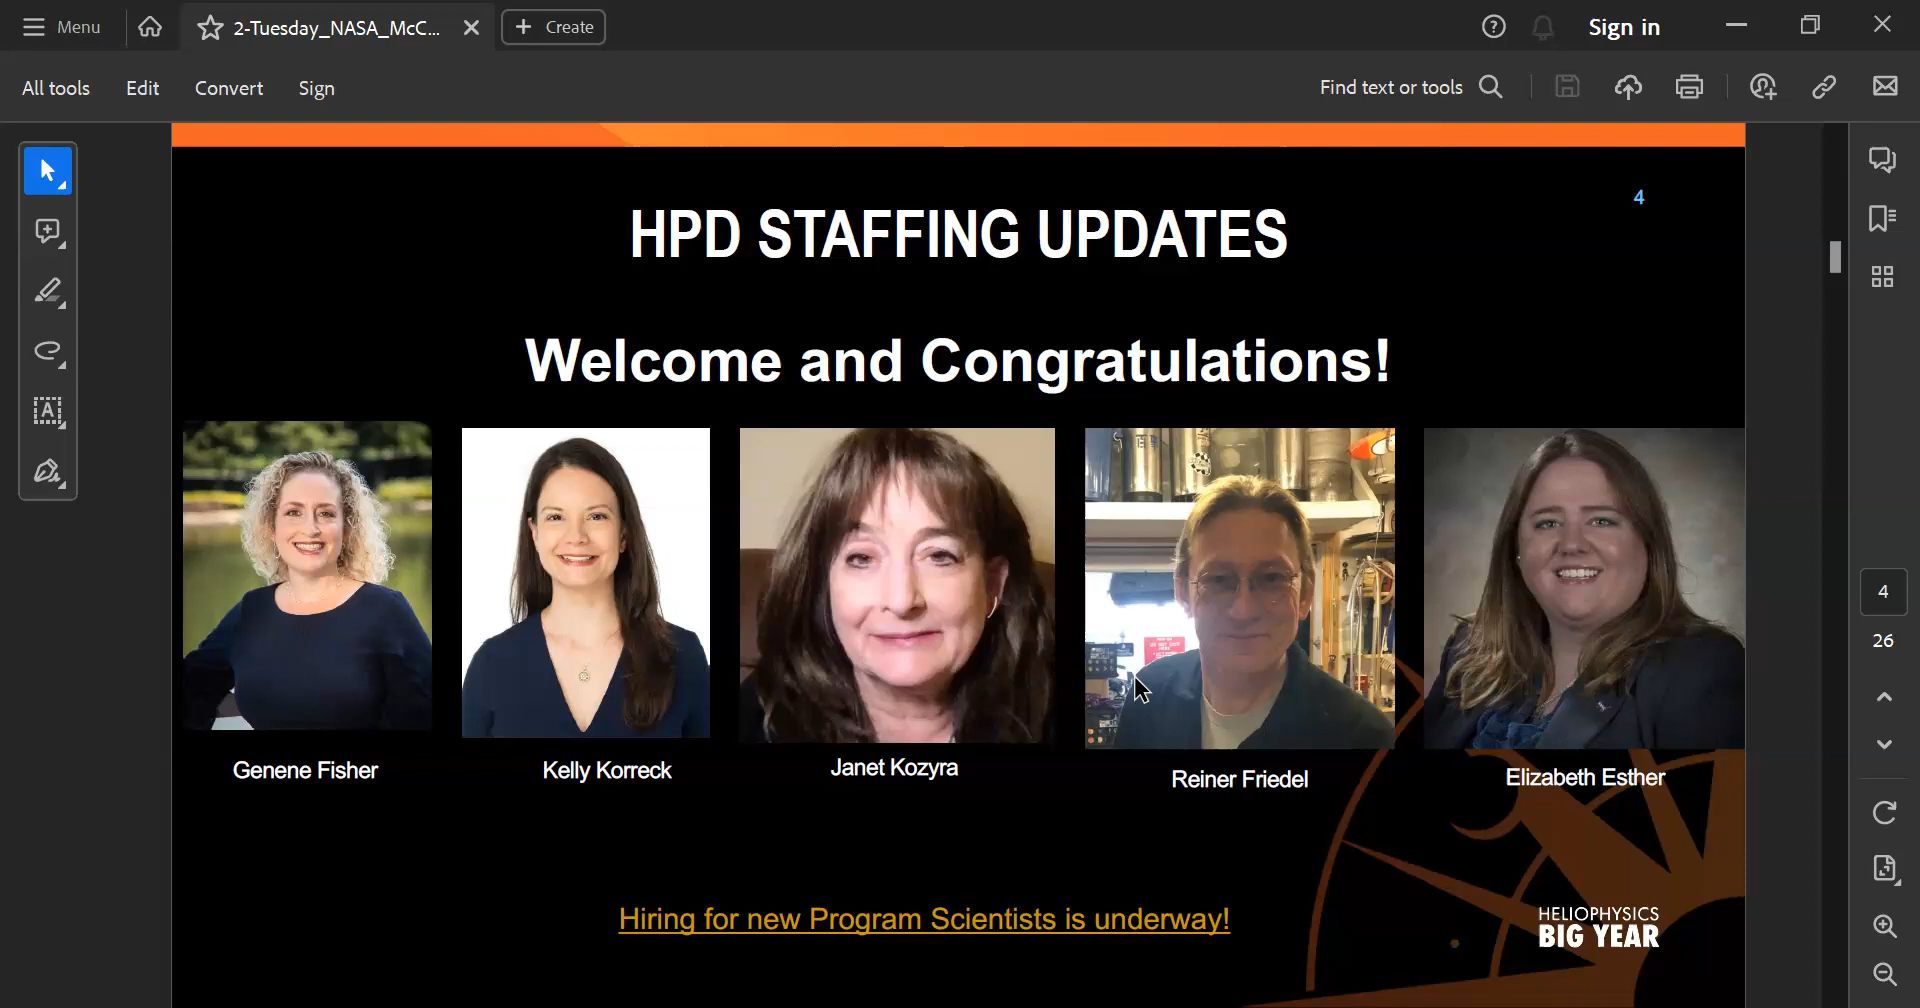 Menu
2-Tuesday_NASA_McC...
Create
Sign in
All tools
Edit
Convert
Sign
Find text or tools
4
HPD STAFFING UPDATES
Welcome and Congratulations!
Genene Fisher
Kelly Korreck
Janet Kozyra
Reiner Friedel
Elizabeth Esther
Hiring for new Program Scientists is underway!
HELIOPHYSICS
BIG YEAR
4
26